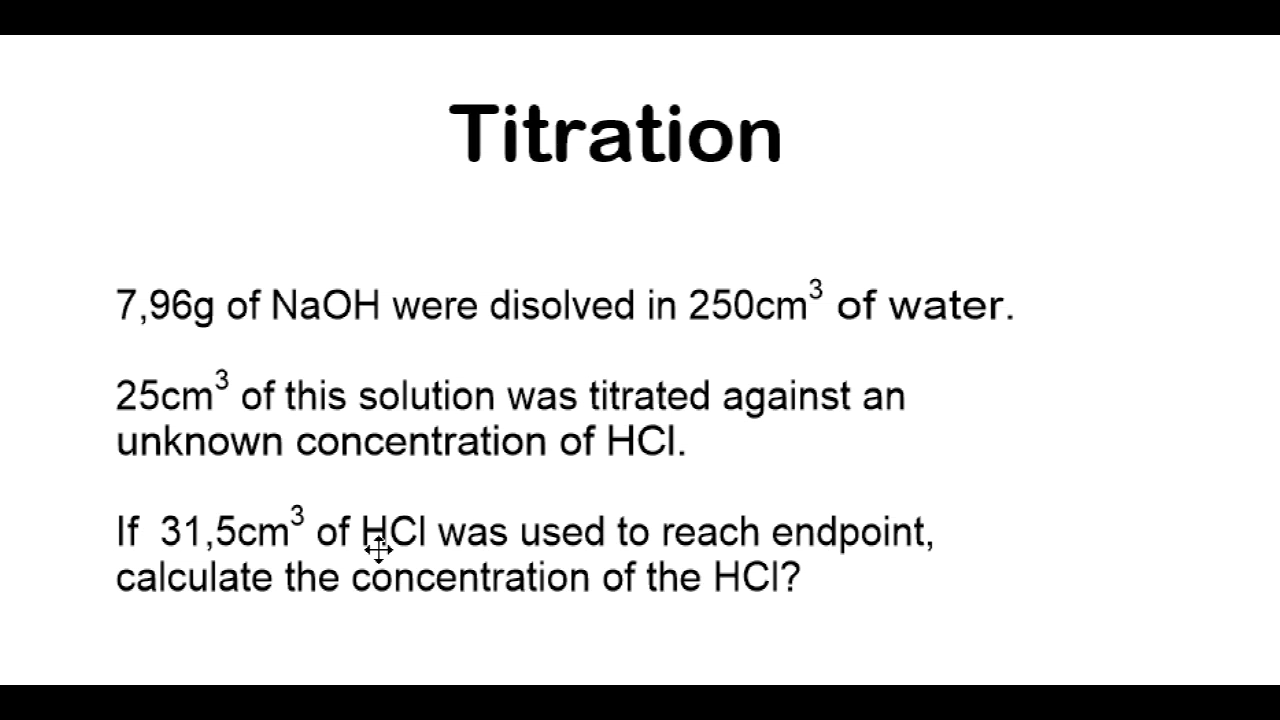 Titration
7,96g of NaOH were disolved in 250cm³ of water.
25cm³ of this solution was titrated against an
unknown concentration of HCl.
If  31,5cm³ of HCl was used to reach endpoint,
calculate the concentration of the HCl?